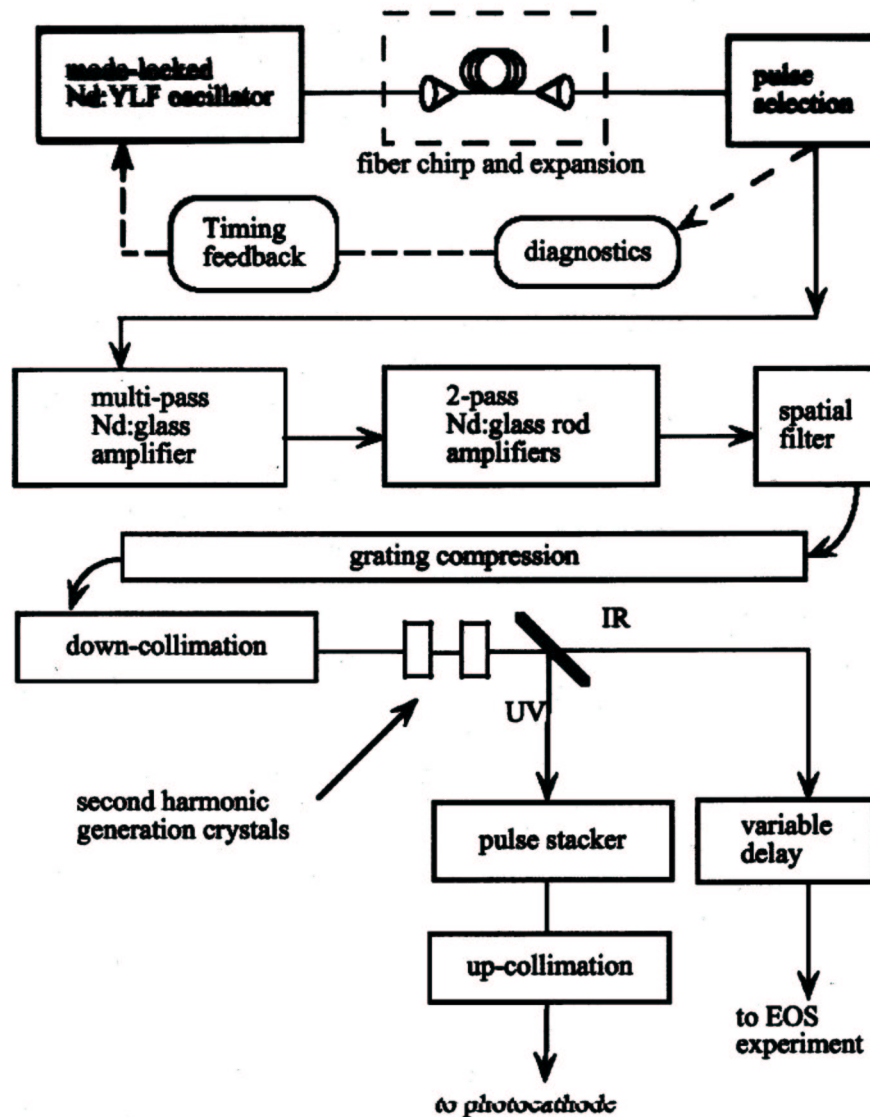 mode-locked
Nd:YLF oscillator
pulse
selection
fiber chirp and expansion
Timing
feedback
diagnostics
multi-pass
Nd:glass
amplifier
2-pass
Nd:glass rod
amplifiers
spatial
filter
grating compression
down-collimation
IR
UV
second harmonic
generation crystals
pulse stacker
variable
delay
up-collimation
to EOS
experiment
to photocathode